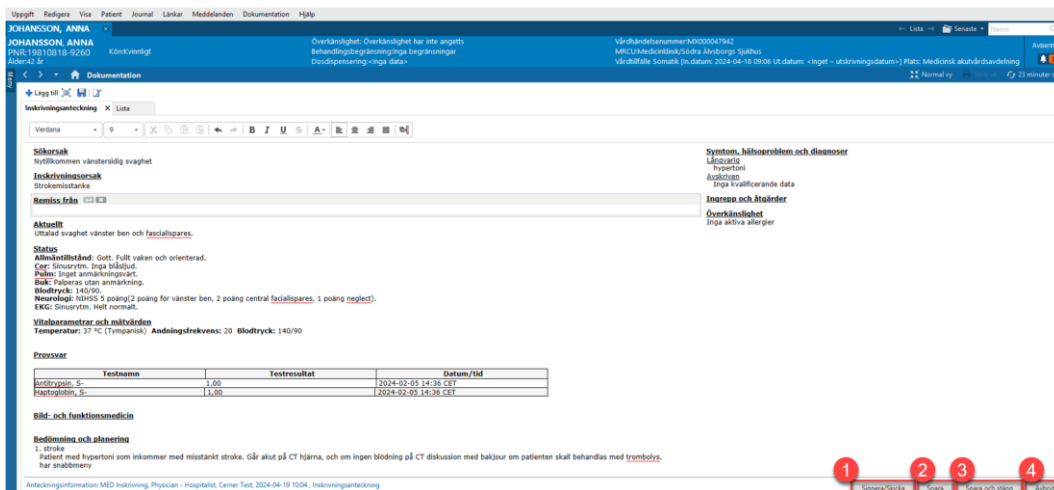 Uppgift Redigera Visa Patient Journal Länkar Meddelanden Dokumentation Hjälp
JOHANSSON, ANNA
Lista Senaste Namn
JOHANSSON, ANNA
PNR:19810818-9260 Kön:Kvinnligt
Ålder:42 år
Överkänslighet: Överkänslighet har inte angetts
Behandlingsbegränsning:Inga begränsningar
Dosdispensering:<Inga data>
Vårdhändelsenummer:MX000047942
MRCU:Medicinklinik/Södra Älvsborgs Sjukhus
Vårdtillfälle Somatik (In.datum: 2024-04-18 09:06 Ut.datum: <Inget – utskrivningsdatum>) Plats: Medicinsk akutvårdsavdelning
Meny
Dokumentation
Normal vy
23 minuter
Lägg till
Inskrivningsanteckning X Lista
Verdana 9
B I U S A
Sökorsak
Nytillkommen vänstersidig svaghet
Inskrivningsorsak
Strokemisstanke
Remiss från
Aktuellt
Uttalad svaghet vänster ben och fascialispares.
Status
Allmäntillstånd: Gott. Fullt vaken och orienterad.
Cor: Sinusrytm. Inga blåsljud.
Pulm: Inget anmärkningsvärt.
Buk: Palperas utan anmärkning.
Blodtryck: 140/90.
Neurologi: NIHSS 5 poäng(2 poäng för vänster ben, 2 poäng central facialispares, 1 poäng neglect).
EKG: Sinusrytm. Helt normalt.
Vitalparametrar och mätvärden
Temperatur: 37 °C (Tympanisk) Andningsfrekvens: 20 Blodtryck: 140/90
Provsvar
Testnamn Testresultat Datum/tid
Antitrypsin, S- 1,00 2024-02-05 14:36 CET
Haptoglobin, S- 1,00 2024-02-05 14:36 CET
Bild- och funktionsmedicin
Bedömning och planering
1. stroke
Patient med hypertoni som inkommer med misstänkt stroke. Går akut på CT hjärna, och om ingen blödning på CT diskussion med bakjour om patienten skall behandlas med trombolys.
har snabbmeny
Symtom, hälsoproblem och diagnoser
Långvarig
hypertoni
Avskriven
Inga kvalificerande data
Ingrepp och åtgärder
Överkänslighet
Inga aktiva allergier
1 2 3 4
Anteckningsinformation: MED Inskrivning, Physician - Hospitalist, Cerner Test, 2024-04-19 10:04 , Inskrivningsanteckning
Signera/Skicka Spara Spara och stäng